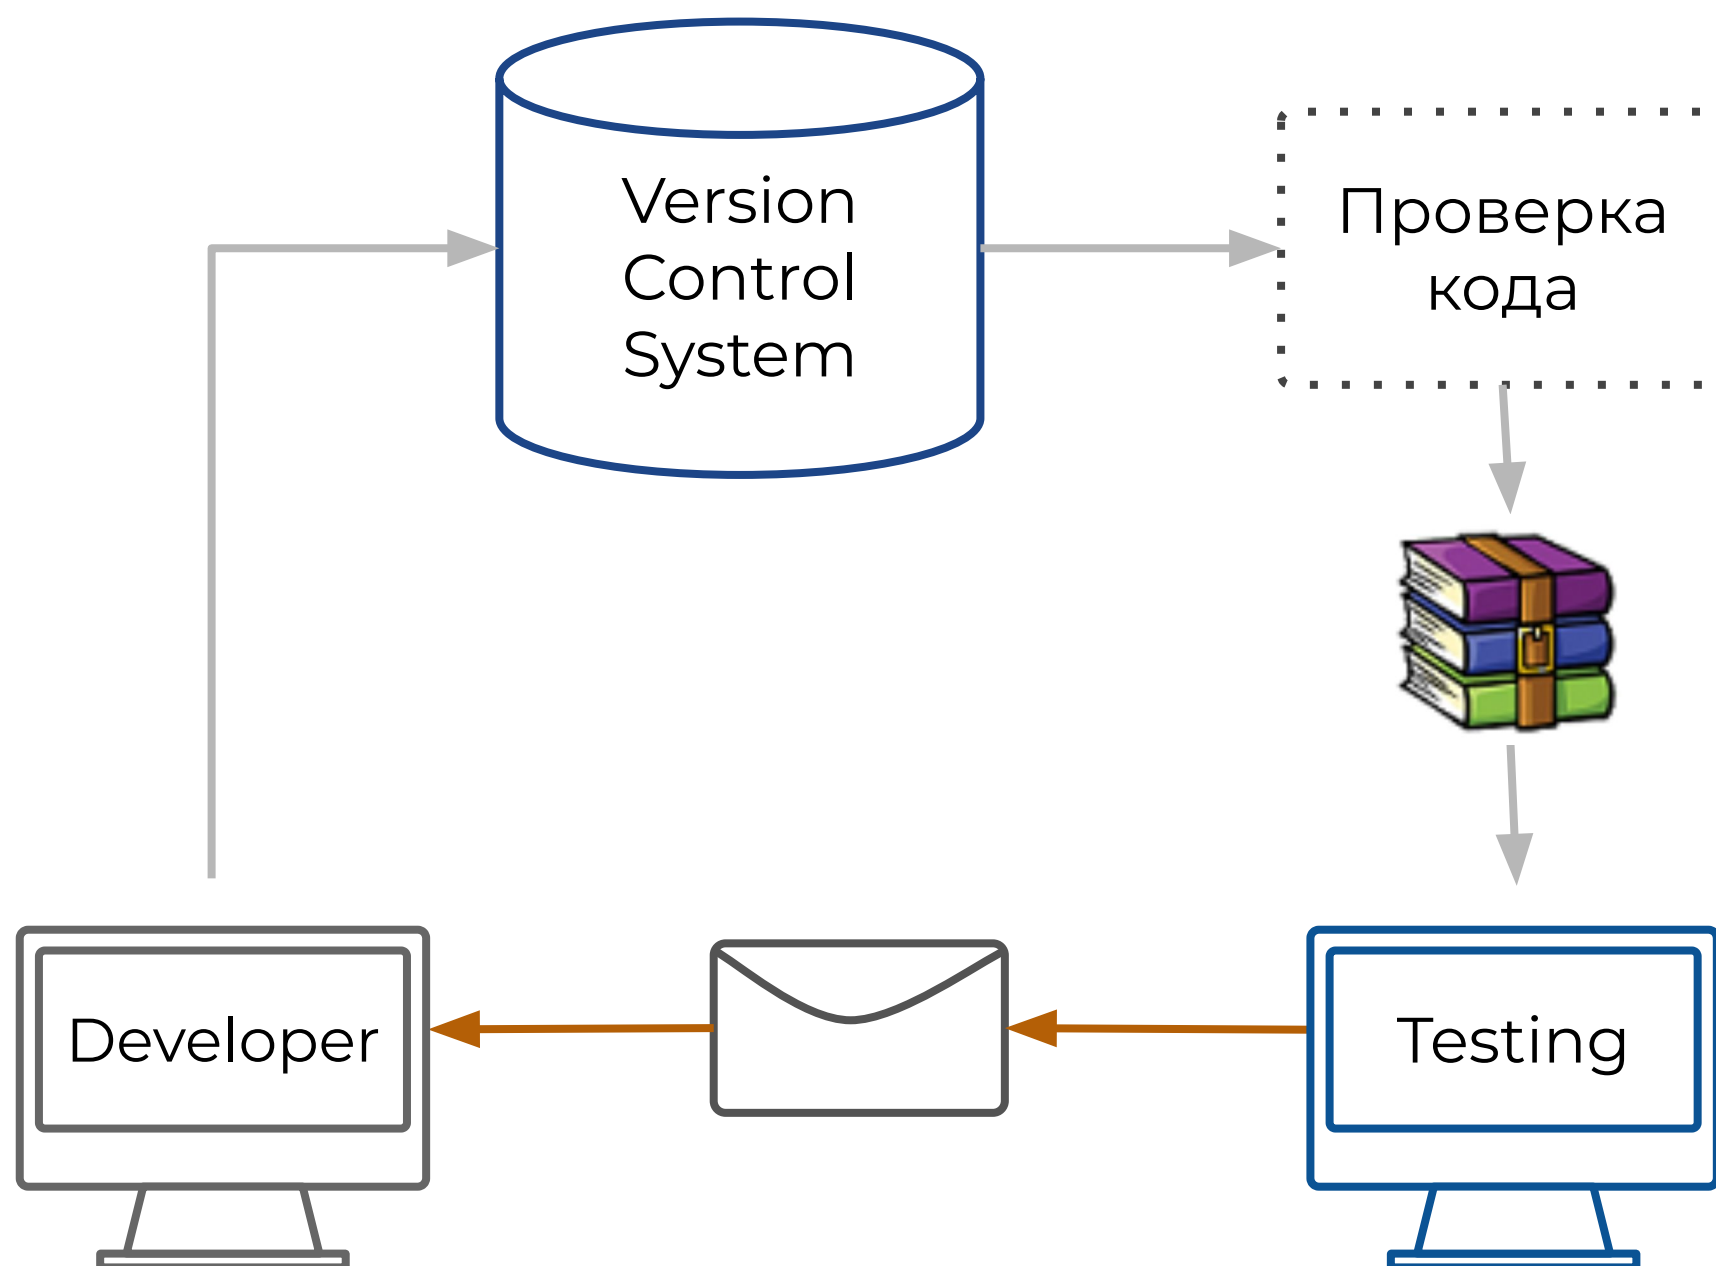 Version
Control
System
Проверка
кода
Developer
Testing